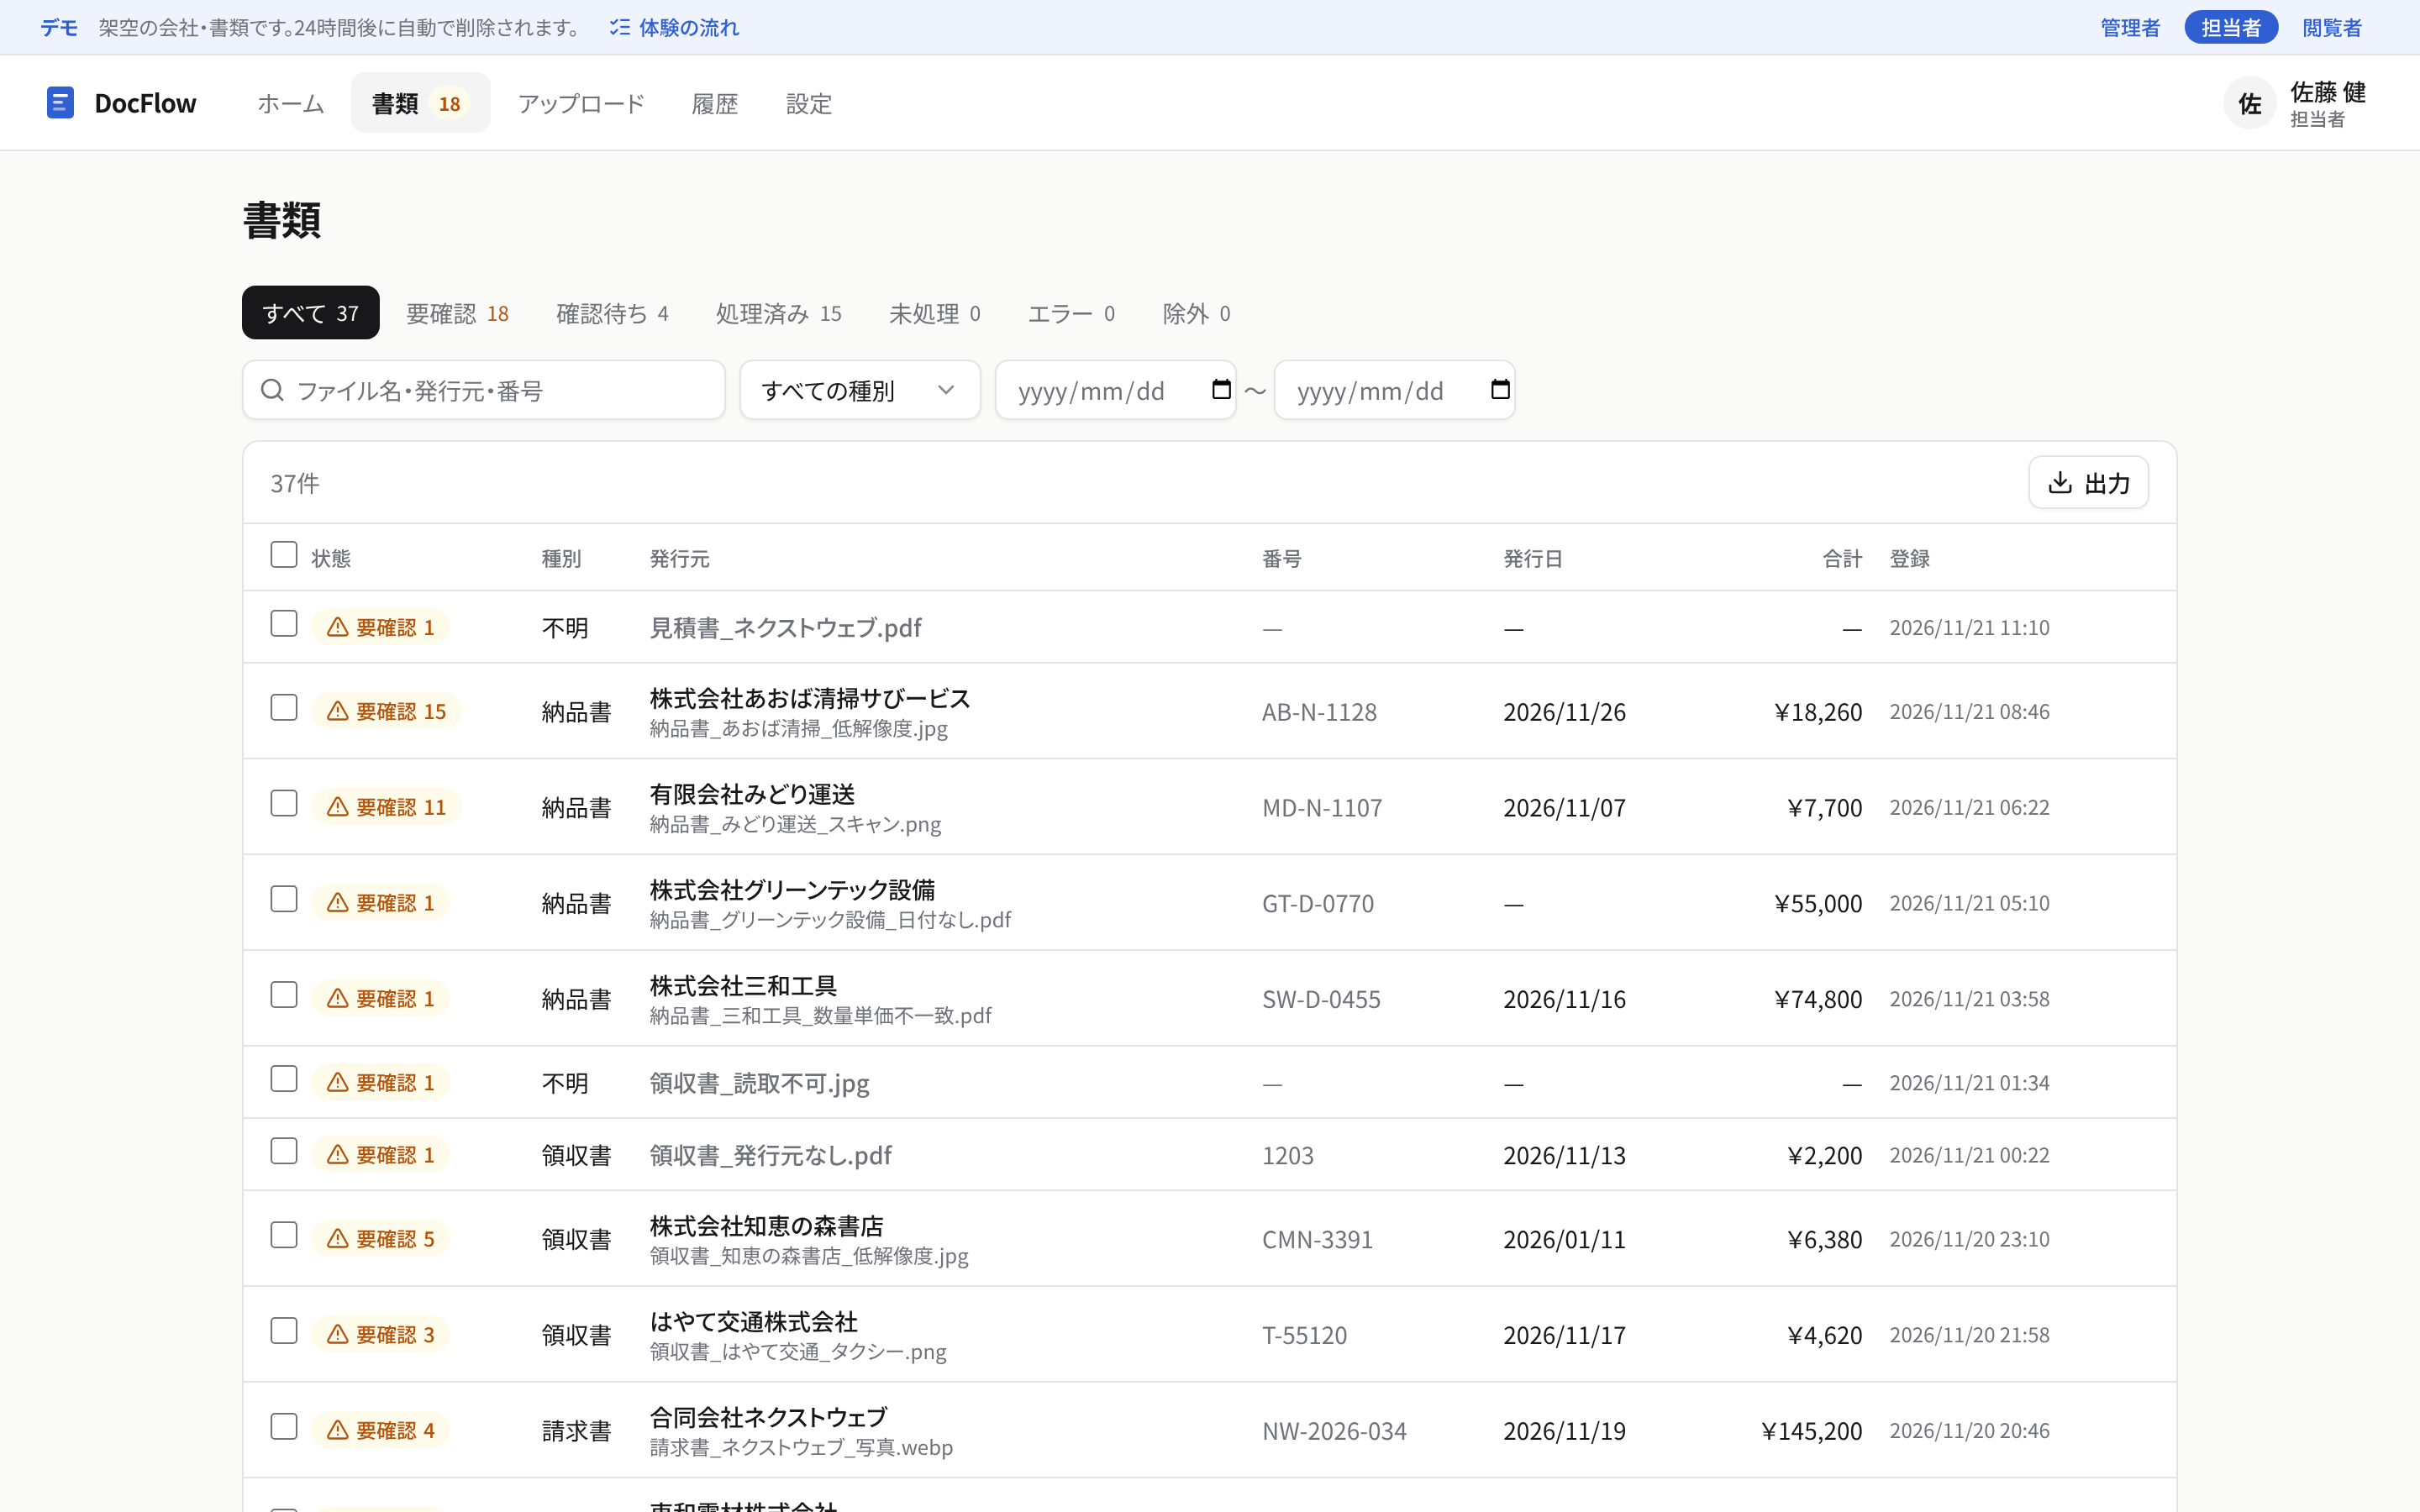 デモ 架空の会社・書類です。24時間後に自動で削除されます。 体験の流れ 管理者 担当者 閲覧者
DocFlow ホーム 書類 18 アップロード 履歴 設定 佐 佐藤 健
担当者
書類
すべて 37 要確認 18 確認待ち 4 処理済み 15 未処理 0 エラー 0 除外 0
ファイル名・発行元・番号 すべての種別 yyyy/mm/dd ～ yyyy/mm/dd
37件 出力
状態 種別 発行元 番号 発行日 合計 登録
要確認 1 不明 見積書_ネクストウェブ.pdf — — — 2026/11/21 11:10
要確認 15 納品書 株式会社あおば清掃サびービス AB-N-1128 2026/11/26 ¥18,260 2026/11/21 08:46
納品書_あおば清掃_低解像度.jpg
要確認 11 納品書 有限会社みどり運送 MD-N-1107 2026/11/07 ¥7,700 2026/11/21 06:22
納品書_みどり運送_スキャン.png
要確認 1 納品書 株式会社グリーンテック設備 GT-D-0770 — ¥55,000 2026/11/21 05:10
納品書_グリーンテック設備_日付なし.pdf
要確認 1 納品書 株式会社三和工具 SW-D-0455 2026/11/16 ¥74,800 2026/11/21 03:58
納品書_三和工具_数量単価不一致.pdf
要確認 1 不明 領収書_読取不可.jpg — — — 2026/11/21 01:34
要確認 1 領収書 領収書_発行元なし.pdf 1203 2026/11/13 ¥2,200 2026/11/21 00:22
要確認 5 領収書 株式会社知恵の森書店 CMN-3391 2026/01/11 ¥6,380 2026/11/20 23:10
領収書_知恵の森書店_低解像度.jpg
要確認 3 領収書 はやて交通株式会社 T-55120 2026/11/17 ¥4,620 2026/11/20 21:58
領収書_はやて交通_タクシー.png
要確認 4 請求書 合同会社ネクストウェブ NW-2026-034 2026/11/19 ¥145,200 2026/11/20 20:46
請求書_ネクストウェブ_写真.webp